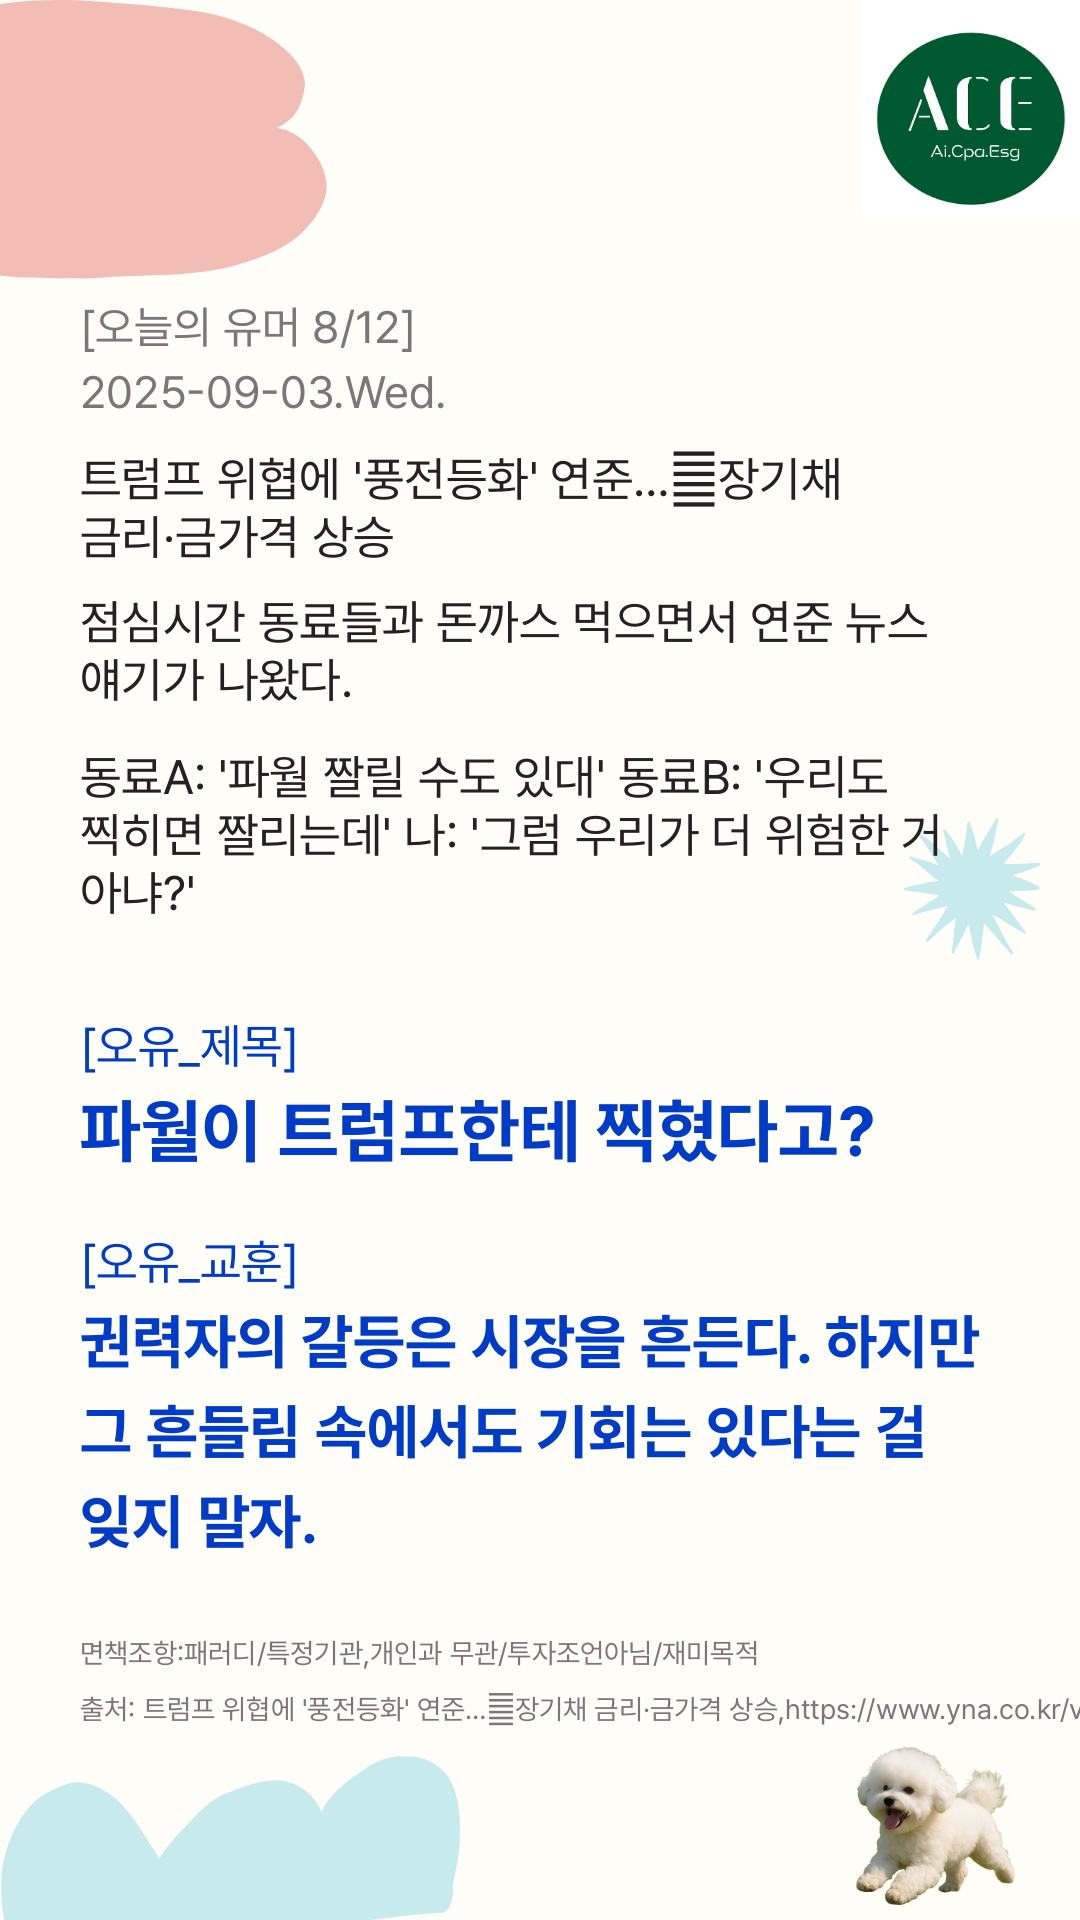 ACE
Ai.Cpa.Esg
[오늘의 유머 8/12]
2025-09-03.Wed.
트럼프 위협에 '풍전등화' 연준…䷀장기채
금리·금가격 상승
점심시간 동료들과 돈까스 먹으면서 연준 뉴스
얘기가 나왔다.
동료A: '파월 짤릴 수도 있대' 동료B: '우리도
찍히면 짤리는데' 나: '그럼 우리가 더 위험한 거
아냐?'
[오유_제목]
파월이 트럼프한테 찍혔다고?
[오유_교훈]
권력자의 갈등은 시장을 흔든다. 하지만
그 흔들림 속에서도 기회는 있다는 걸
잊지 말자.
면책조항:패러디/특정기관,개인과 무관/투자조언아님/재미목적
출처: 트럼프 위협에 '풍전등화' 연준…䷀장기채 금리·금가격 상승,https://www.yna.co.kr/v